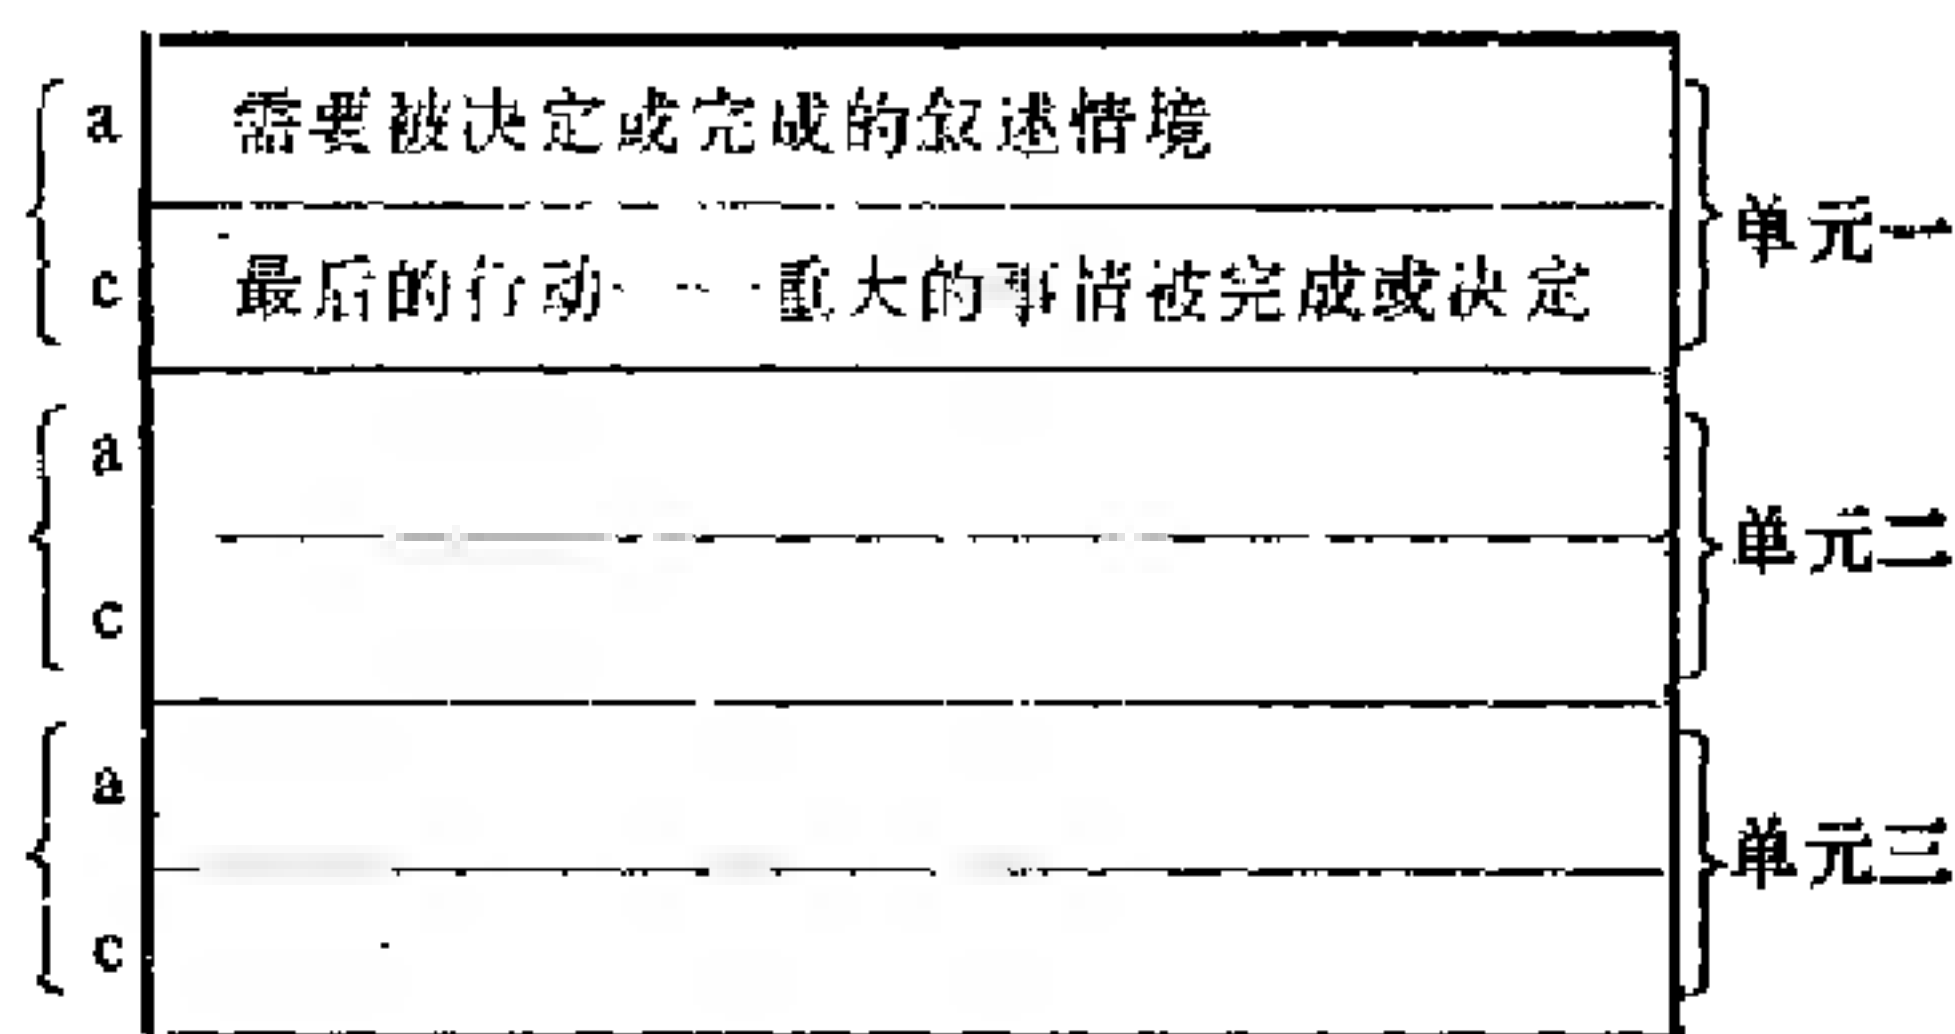 a 需要被决定或完成的叙述情境
单元一
c 最后的行动——重大的事情被完成或决定
a
单元二
c
a
单元三
c